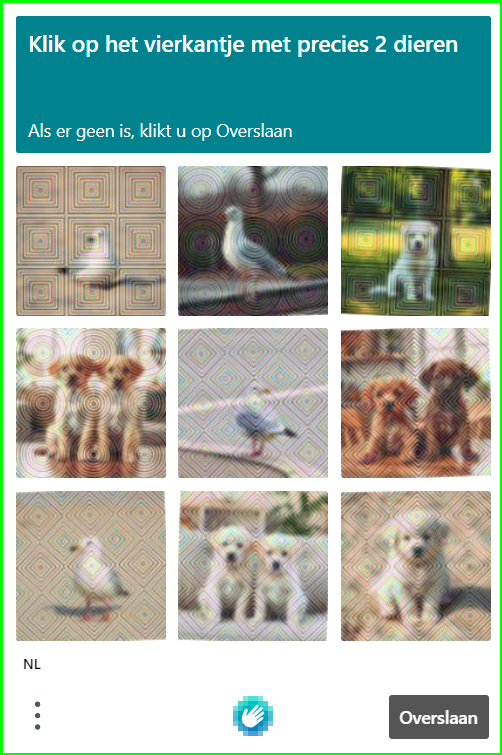 Klik op het vierkantje met precies 2 dieren
Als er geen is, klikt u op Overslaan
NL
Overslaan